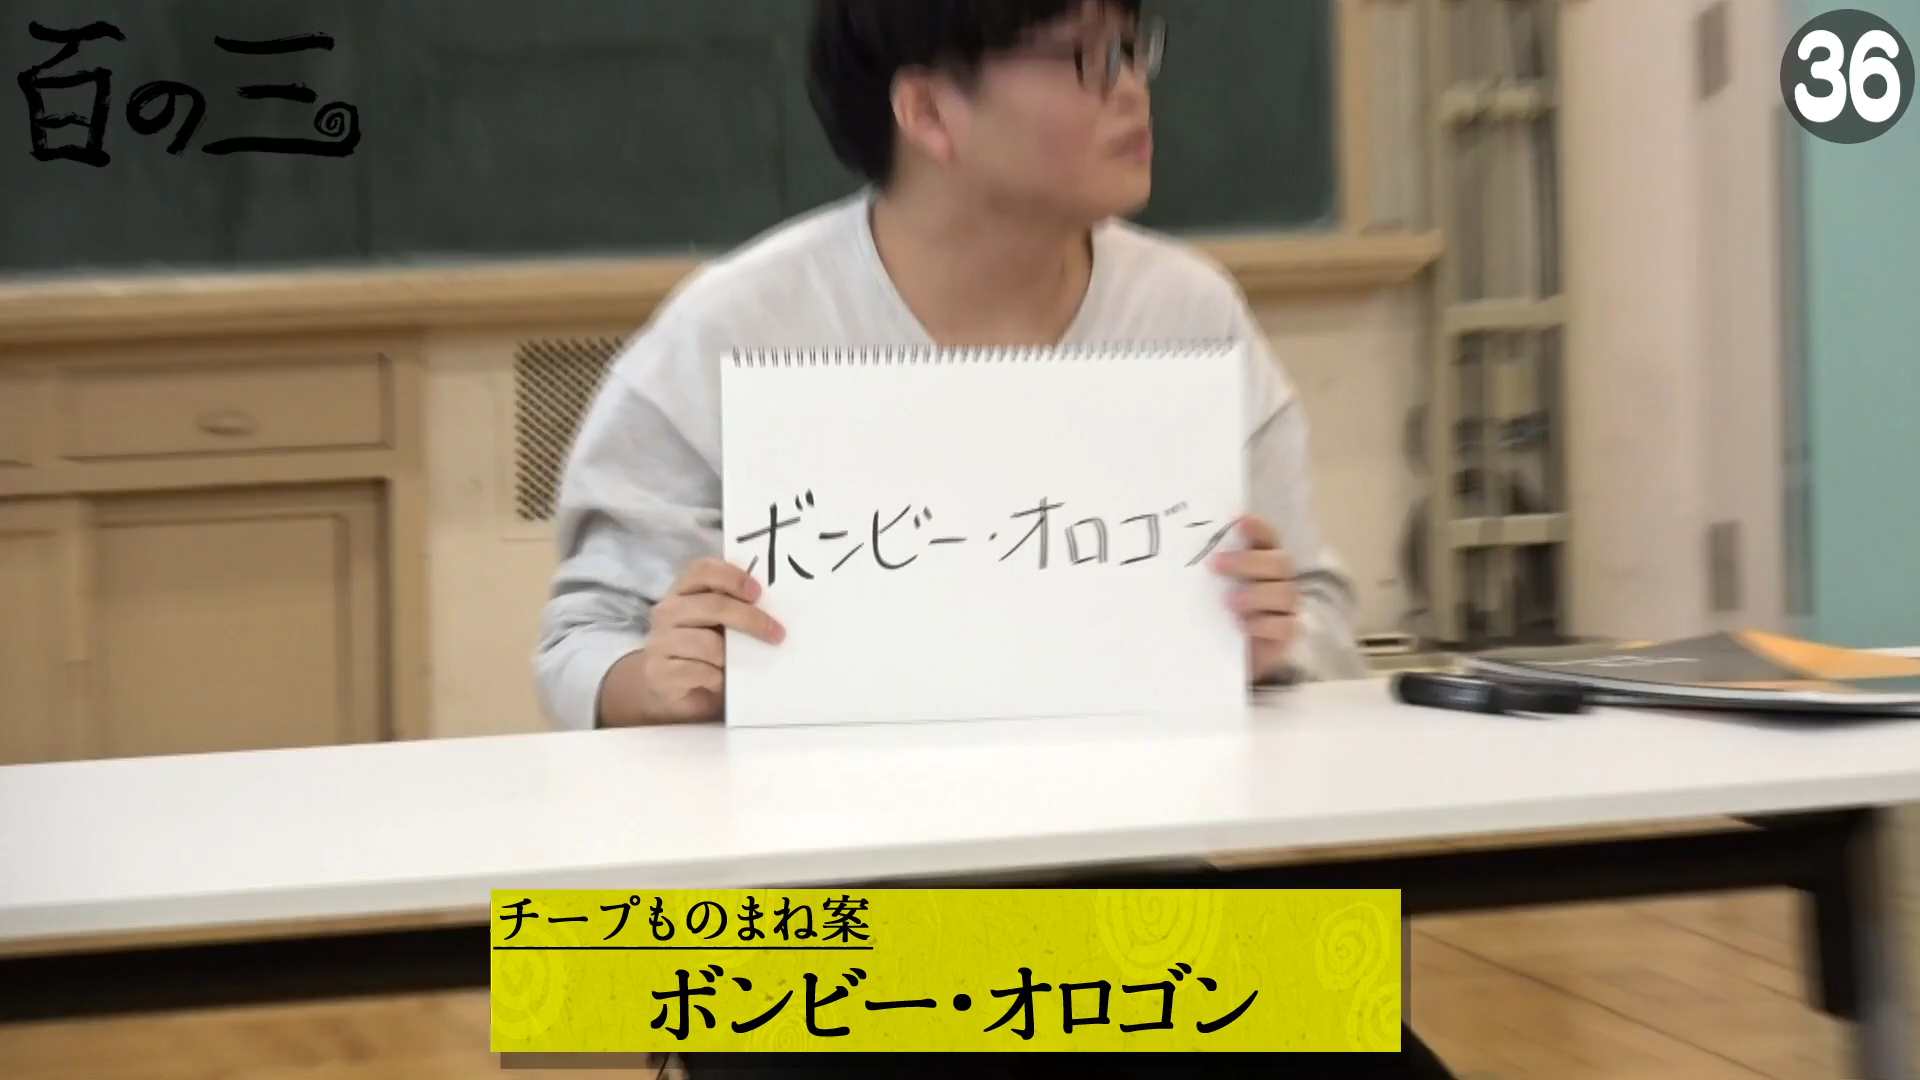 百の三。
36
ボンビー・オロゴン
チープものまね案
ボンビー・オロゴン